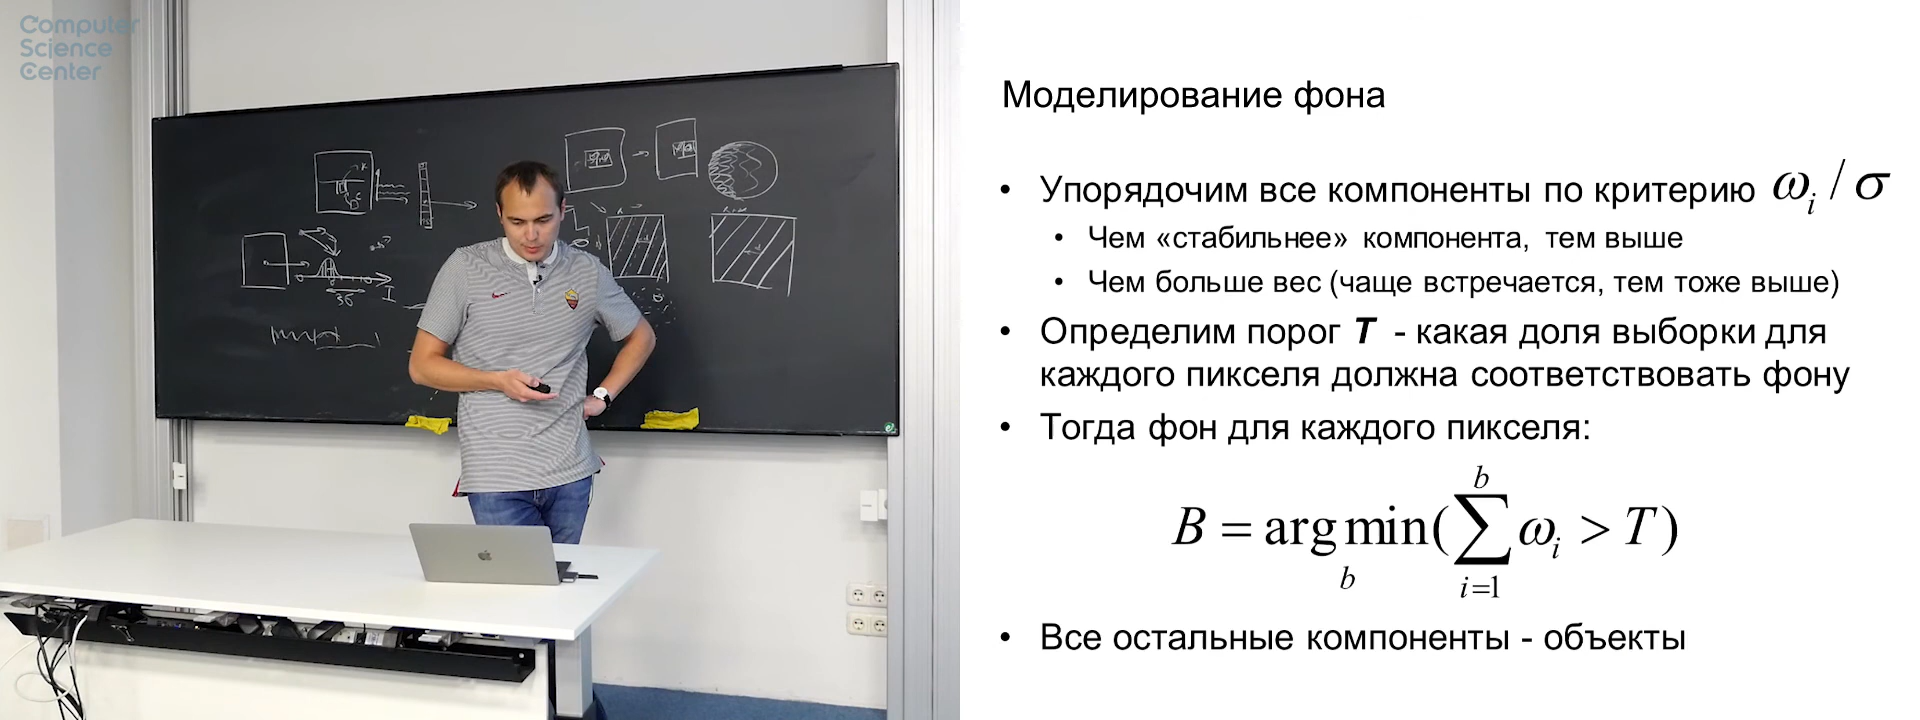 Computer
Science
Center
Моделирование фона
• Упорядочим все компоненты по критерию ωᵢ / σ
• Чем «стабильнее» компонента, тем выше
• Чем больше вес (чаще встречается, тем тоже выше)
• Определим порог T - какая доля выборки для
каждого пикселя должна соответствовать фону
• Тогда фон для каждого пикселя:
B = arg min_b (∑_{i=1}^{b} ωᵢ > T)
• Все остальные компоненты - объекты